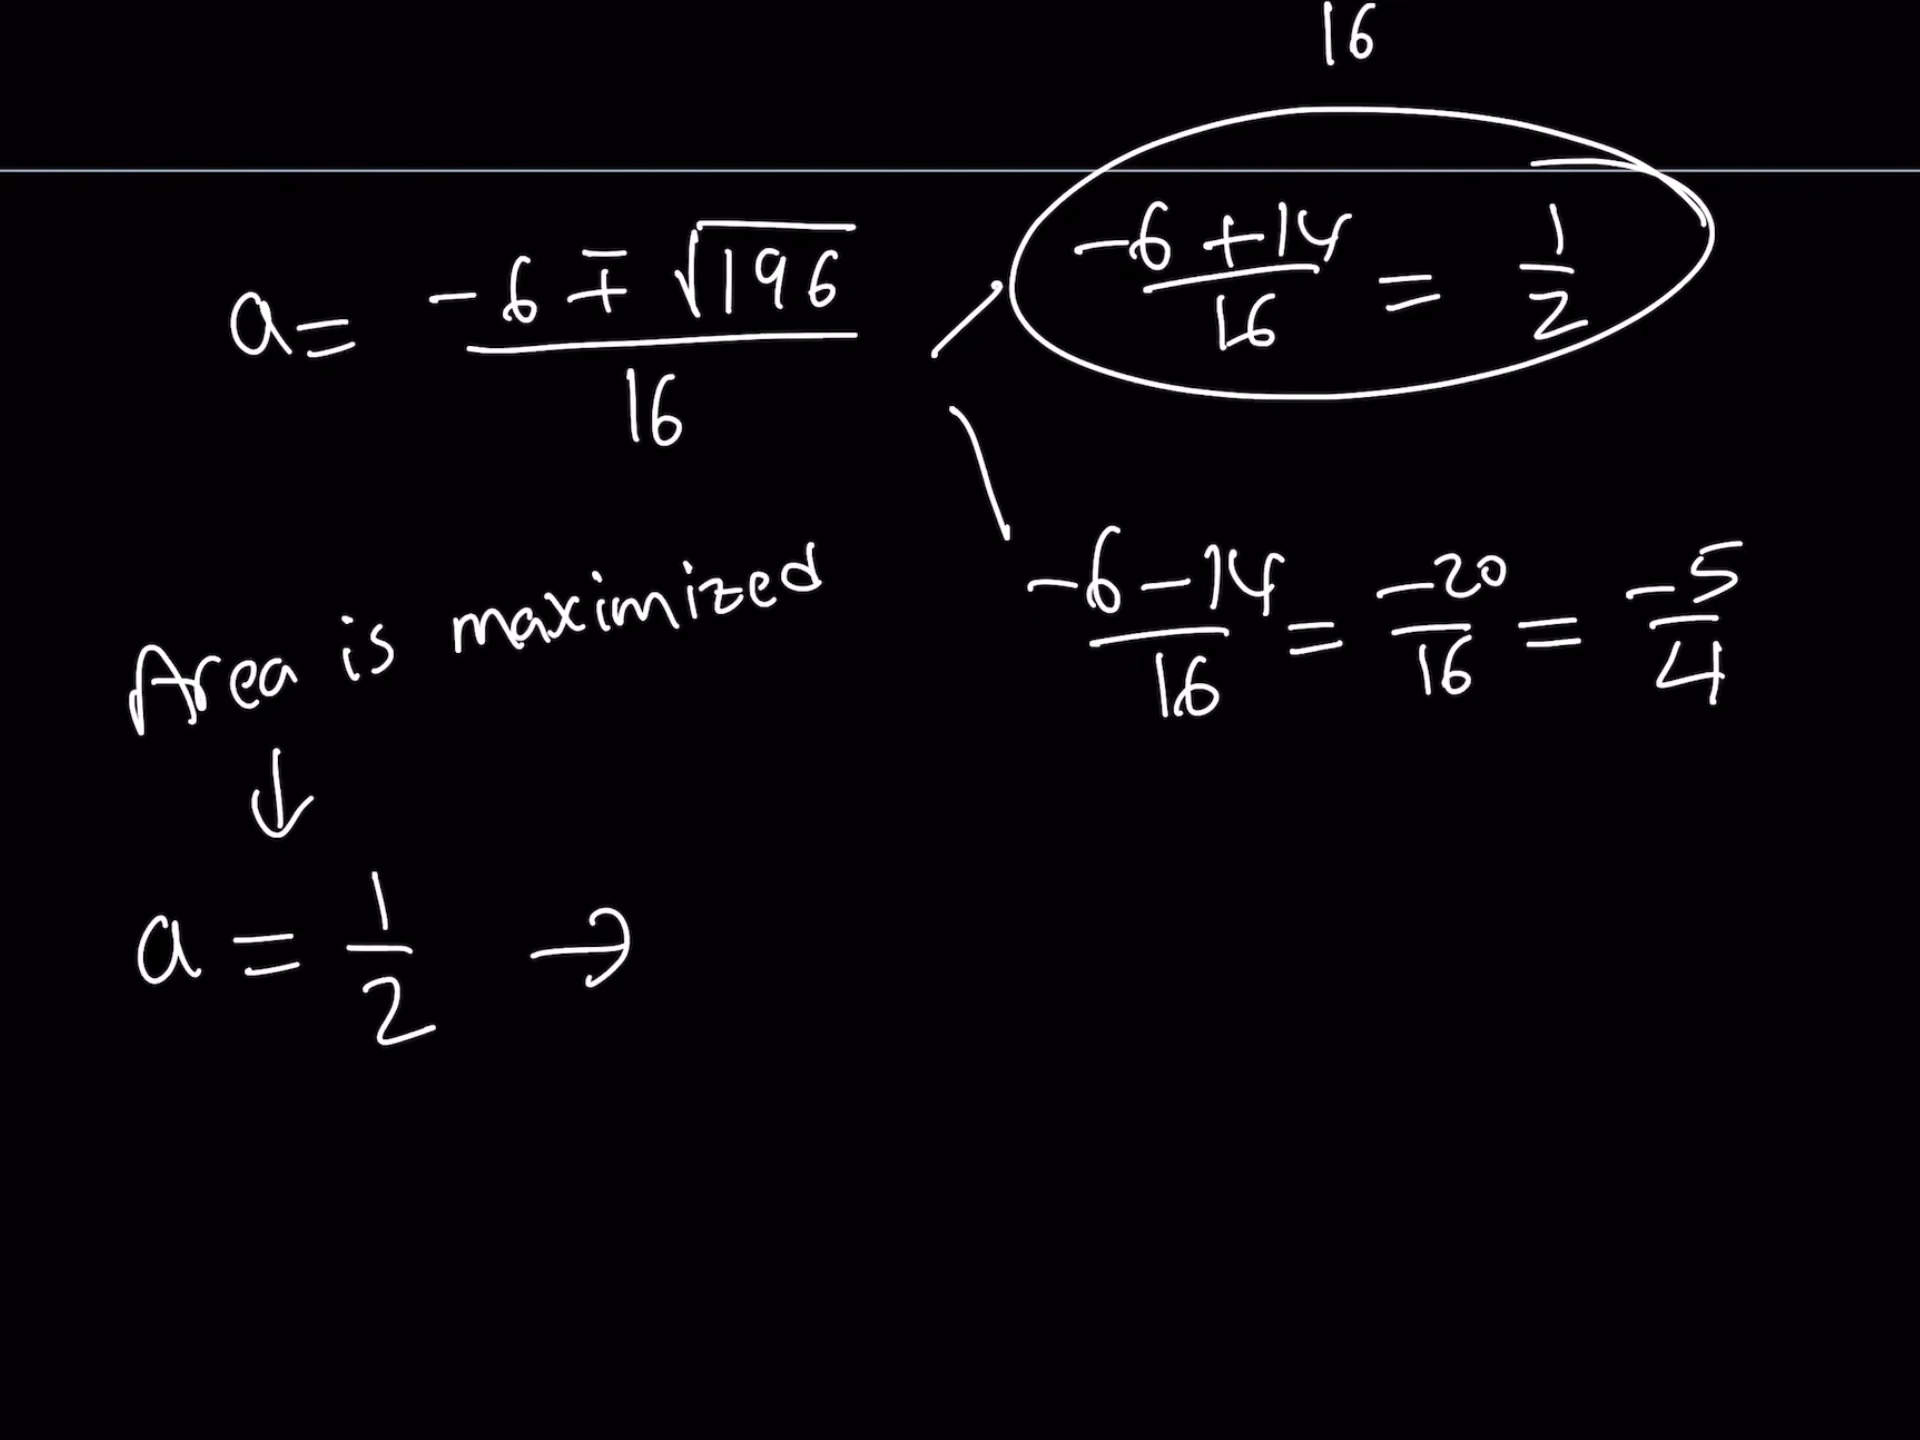 16
a = (-6 ∓ √196)/16
(-6 + 14)/16 = 1/2
(-6 - 14)/16 = -20/16 = -5/4
Area is maximized
↓
a = 1/2 →